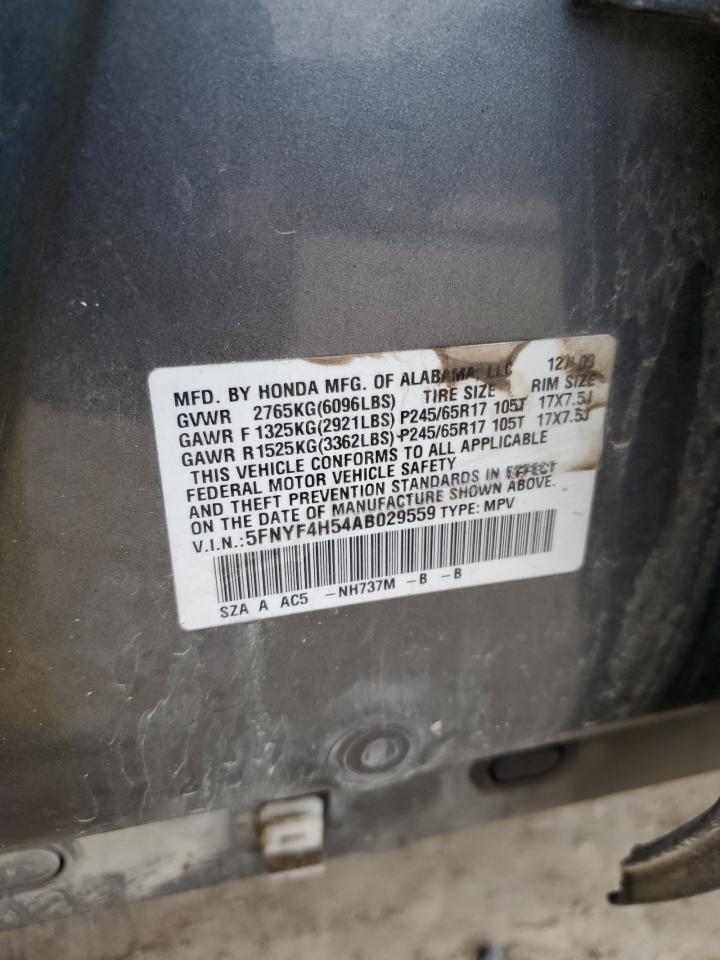 MFD. BY HONDA MFG. OF ALABAMA, LLC 12/09
GVWR 2765KG(6096LBS) TIRE SIZE RIM SIZE
GAWR F 1325KG(2921LBS)-P245/65R17 105T 17X7.5J
GAWR R 1525KG(3362LBS)-P245/65R17 105T 17X7.5J
THIS VEHICLE CONFORMS TO ALL APPLICABLE
FEDERAL MOTOR VEHICLE SAFETY
AND THEFT PREVENTION STANDARDS IN EFFECT
ON THE DATE OF MANUFACTURE SHOWN ABOVE.
V.I.N.:5FNYF4H54AB029559 TYPE: MPV
SZA A AC5 -NH737M -B -B